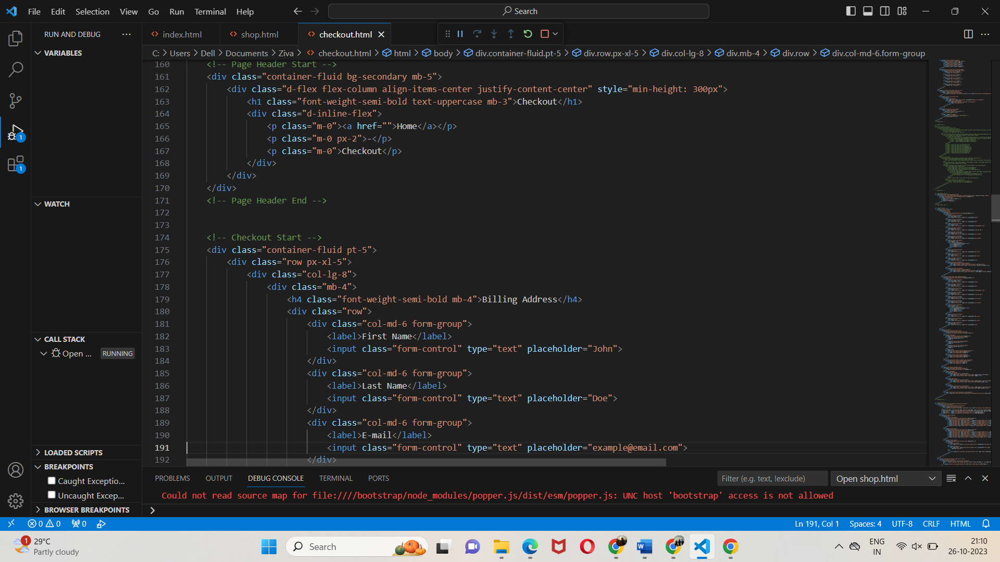 File Edit Selection View Go Run Terminal Help
Search
RUN AND DEBUG
index.html
shop.html
checkout.html
C: > Users > Dell > Documents > Ziva > checkout.html > html > body > div.container-fluid.pt-5 > div.row.px-xl-5 > div.col-lg-8 > div.mb-4 > div.row > div.col-md-6.form-group
VARIABLES
WATCH
CALL STACK
Open ... RUNNING
LOADED SCRIPTS
BREAKPOINTS
Caught Exceptio...
Uncaught Excep...
BROWSER BREAKPOINTS
1
1
160 <!-- Page Header Start -->
161 <div class="container-fluid bg-secondary mb-5">
162 <div class="d-flex flex-column align-items-center justify-content-center" style="min-height: 300px">
163 <h1 class="font-weight-semi-bold text-uppercase mb-3">Checkout</h1>
164 <div class="d-inline-flex">
165 <p class="m-0"><a href="">Home</a></p>
166 <p class="m-0 px-2">-</p>
167 <p class="m-0">Checkout</p>
168 </div>
169 </div>
170 </div>
171 <!-- Page Header End -->
172
173
174 <!-- Checkout Start -->
175 <div class="container-fluid pt-5">
176 <div class="row px-xl-5">
177 <div class="col-lg-8">
178 <div class="mb-4">
179 <h4 class="font-weight-semi-bold mb-4">Billing Address</h4>
180 <div class="row">
181 <div class="col-md-6 form-group">
182 <label>First Name</label>
183 <input class="form-control" type="text" placeholder="John">
184 </div>
185 <div class="col-md-6 form-group">
186 <label>Last Name</label>
187 <input class="form-control" type="text" placeholder="Doe">
188 </div>
189 <div class="col-md-6 form-group">
190 <label>E-mail</label>
191 <input class="form-control" type="text" placeholder="example@email.com">
192 </div>
PROBLEMS OUTPUT DEBUG CONSOLE TERMINAL PORTS
Filter (e.g. text, !exclude)
Open shop.html
Could not read source map for file:////bootstrap/node_modules/popper.js/dist/esm/popper.js: UNC host 'bootstrap' access is not allowed
0 0 0
Ln 191, Col 1 Spaces: 4 UTF-8 CRLF HTML
1
29°C
Partly cloudy
Search
ENG
IN
21:10
26-10-2023